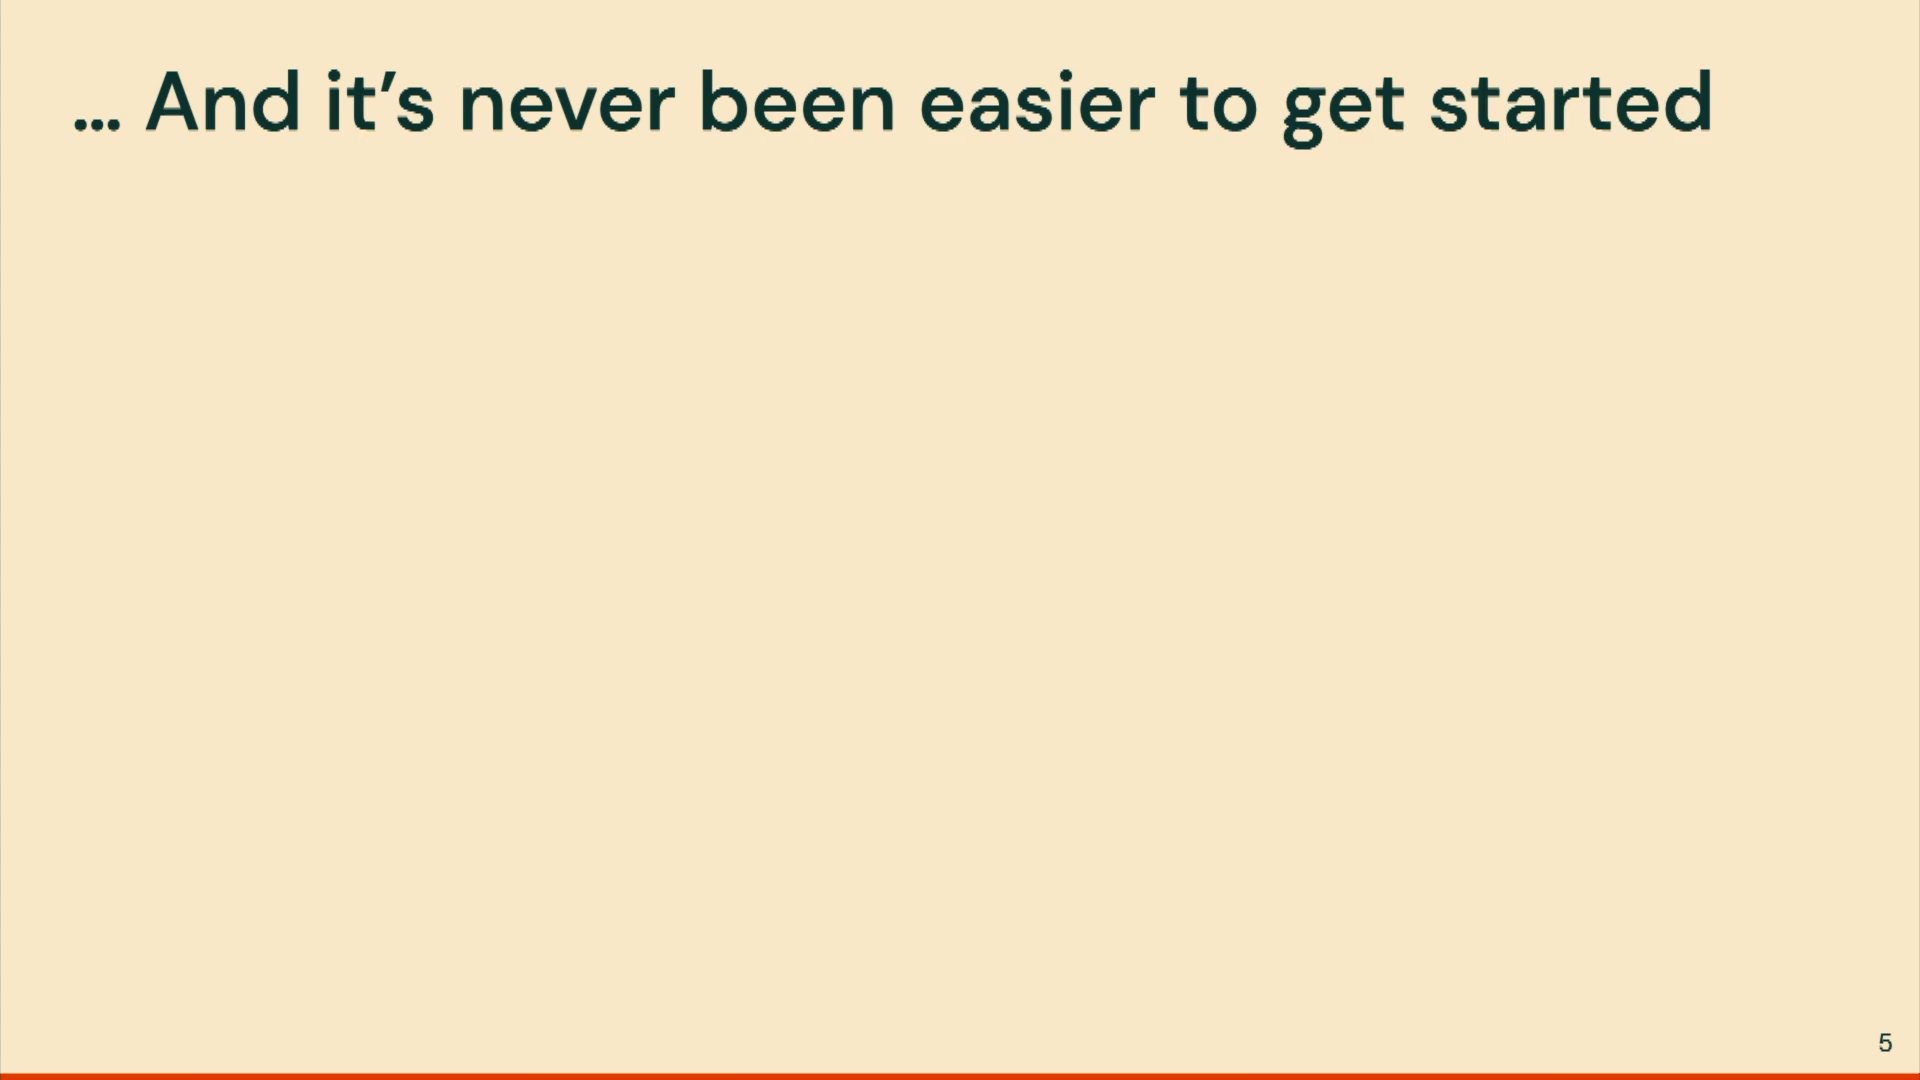 … And it’s never been easier to get started
5